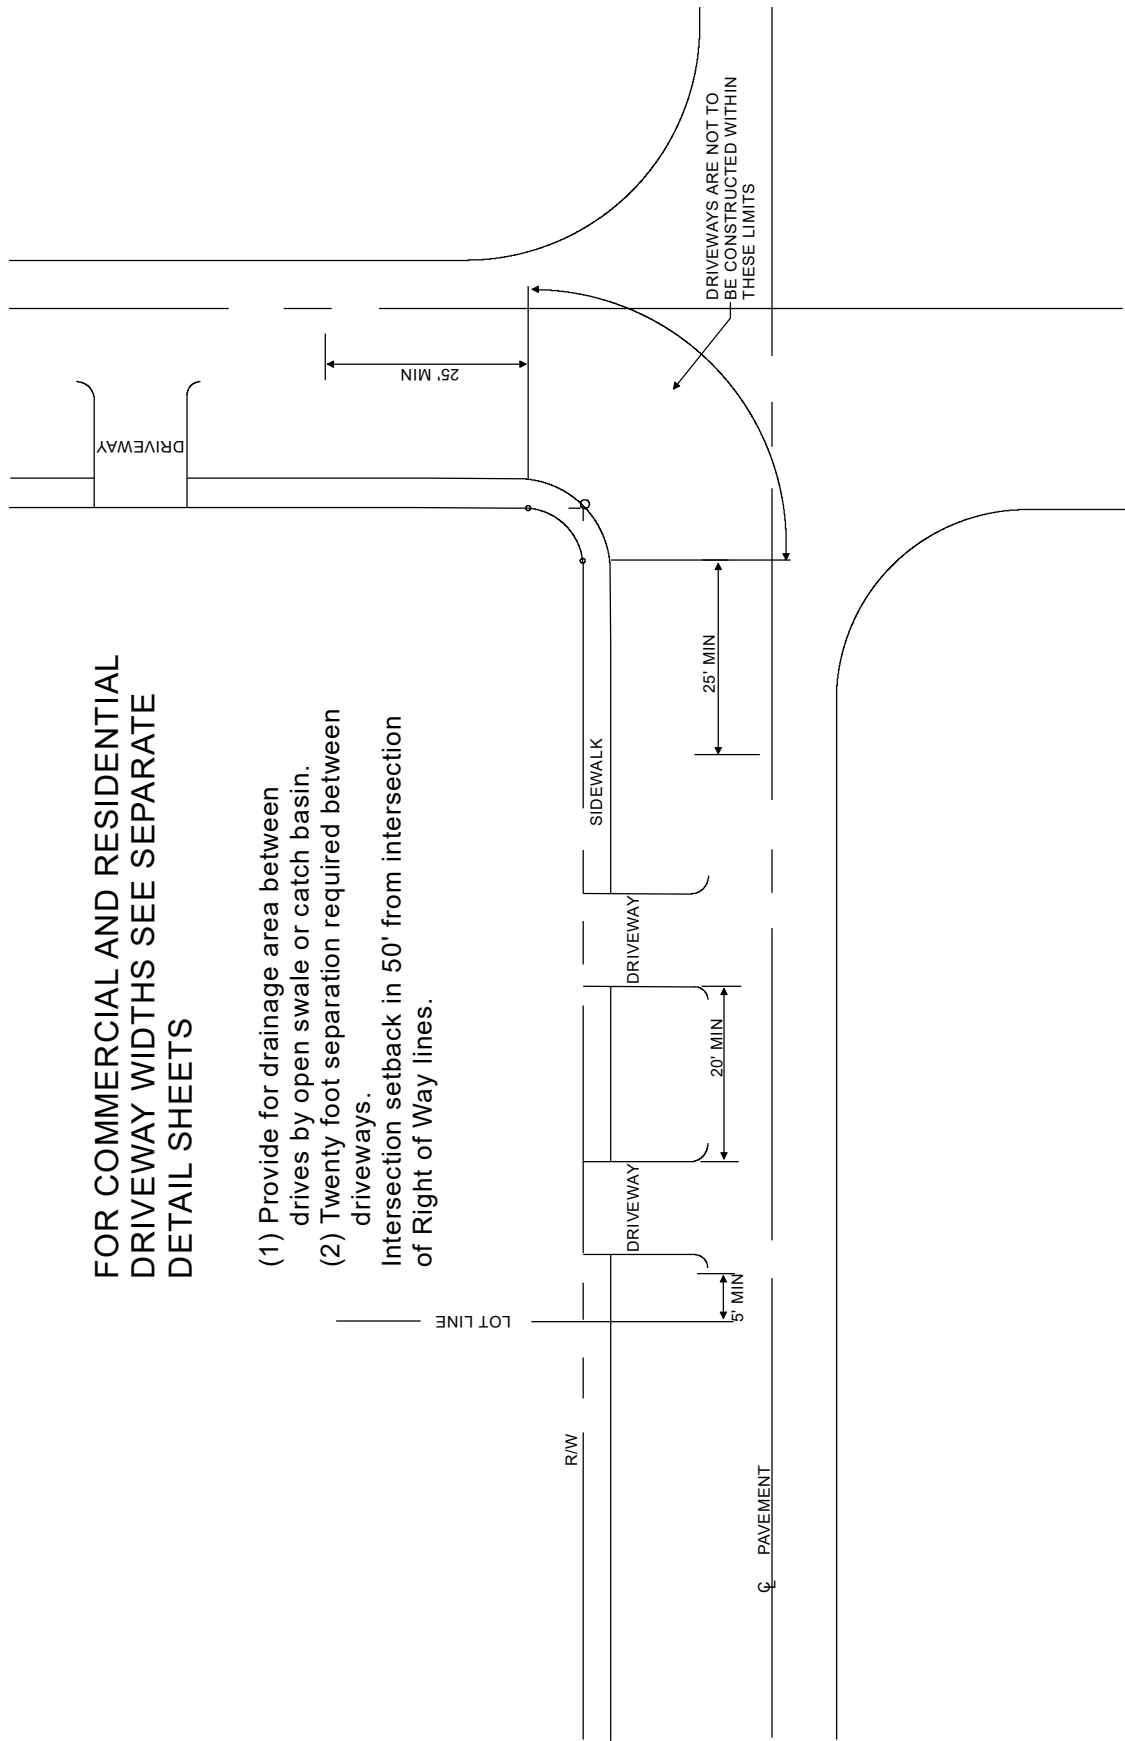 FOR COMMERCIAL AND RESIDENTIAL
DRIVEWAY WIDTHS SEE SEPARATE
DETAIL SHEETS
(1) Provide for drainage area between
drives by open swale or catch basin.
(2) Twenty foot separation required between
driveways.
Intersection setback in 50' from intersection
of Right of Way lines.
DRIVEWAY
25' MIN
DRIVEWAYS ARE NOT TO
BE CONSTRUCTED WITHIN
THESE LIMITS
LOT LINE
R/W
SIDEWALK
DRIVEWAY
DRIVEWAY
5' MIN
20' MIN
25' MIN
℄ PAVEMENT